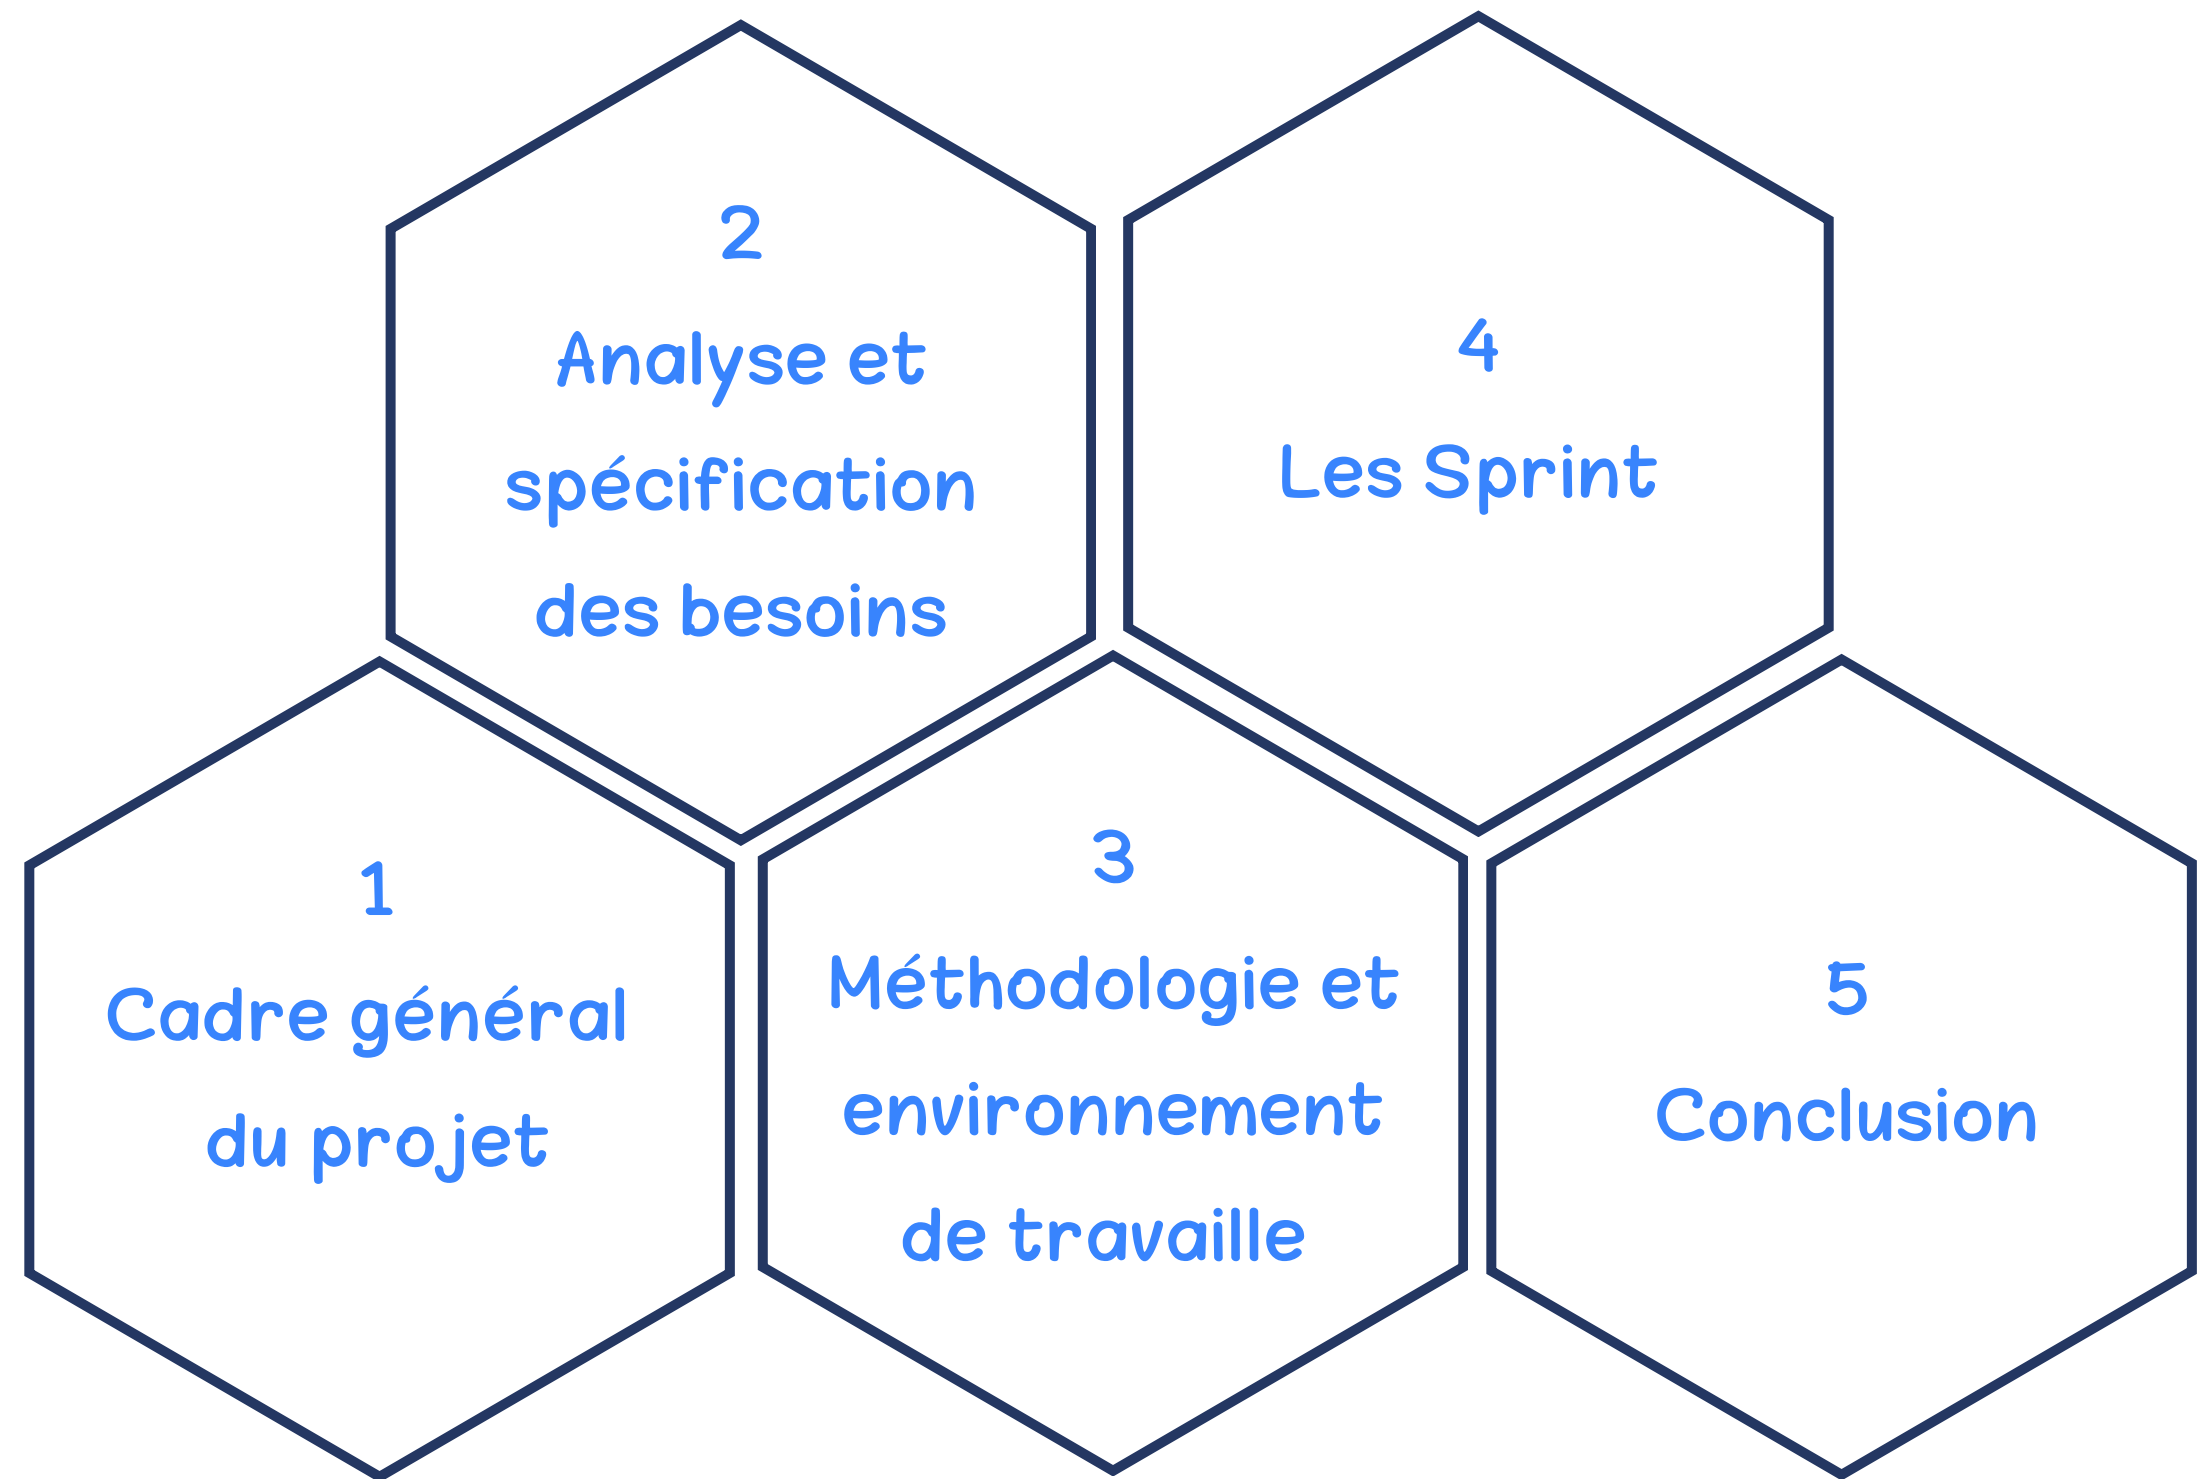 1
Cadre général
du projet
2
Analyse et
spécification
des besoins
3
Méthodologie et
environnement
de travaille
4
Les Sprint
5
Conclusion